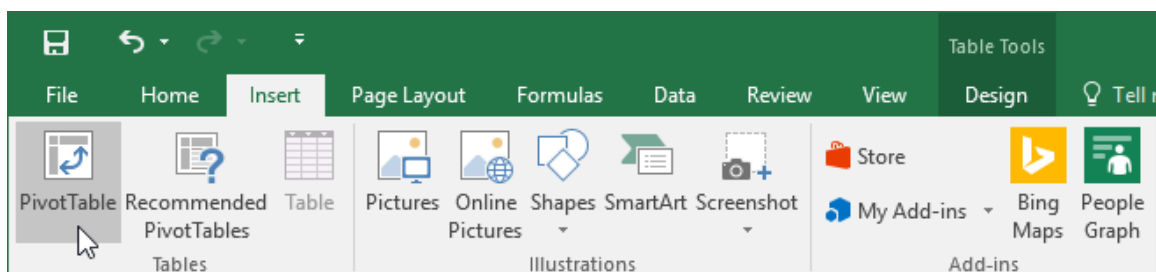 Table Tools
File Home Insert Page Layout Formulas Data Review View Design Tell
PivotTable Recommended PivotTables Table Pictures Online Pictures Shapes SmartArt Screenshot Store My Add-ins Bing Maps People Graph
Tables Illustrations Add-ins